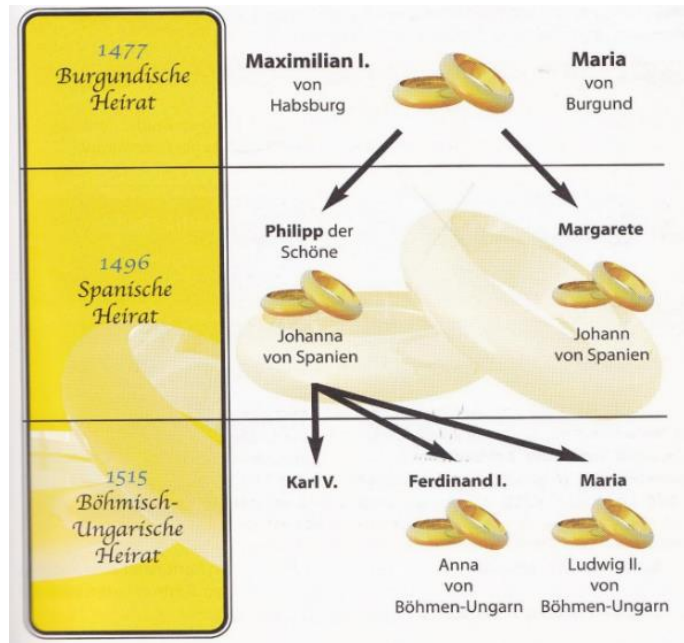 1477
Burgundische
Heirat
Maximilian I.
von
Habsburg
Maria
von
Burgund
1496
Spanische
Heirat
Philipp der
Schöne
Johanna
von Spanien
Margarete
Johann
von Spanien
1515
Böhmisch-
Ungarische
Heirat
Karl V.
Ferdinand I.
Anna
von
Böhmen-Ungarn
Maria
Ludwig II.
von
Böhmen-Ungarn